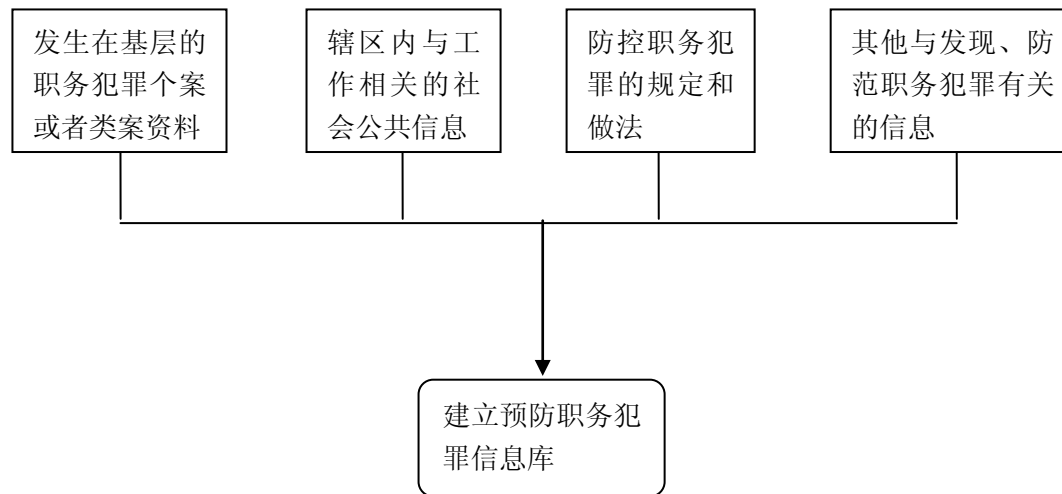 发生在基层的
职务犯罪个案
或者类案资料
辖区内与工
作相关的社
会公共信息
防控职务犯
罪的规定和
做法
其他与发现、防
范职务犯罪有关
的信息
建立预防职务犯
罪信息库